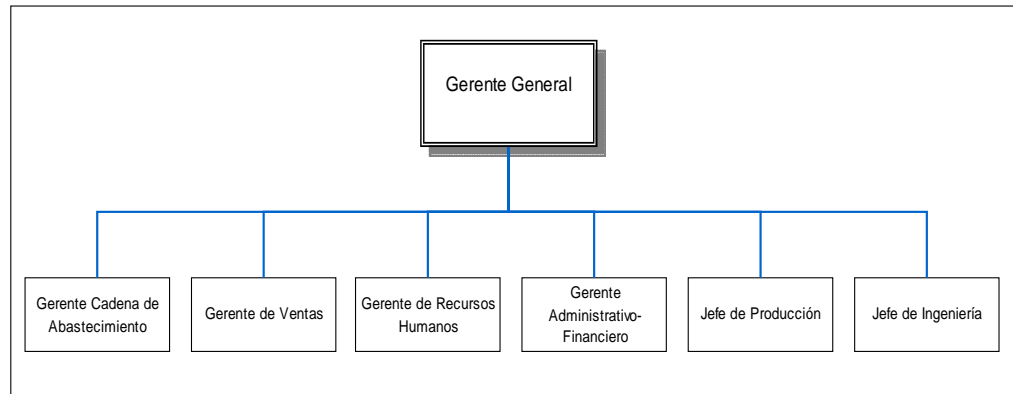 Gerente General
Gerente Cadena de
Abastecimiento
Gerente de Ventas
Gerente de Recursos
Humanos
Gerente
Administrativo-
Financiero
Jefe de Producción
Jefe de Ingeniería